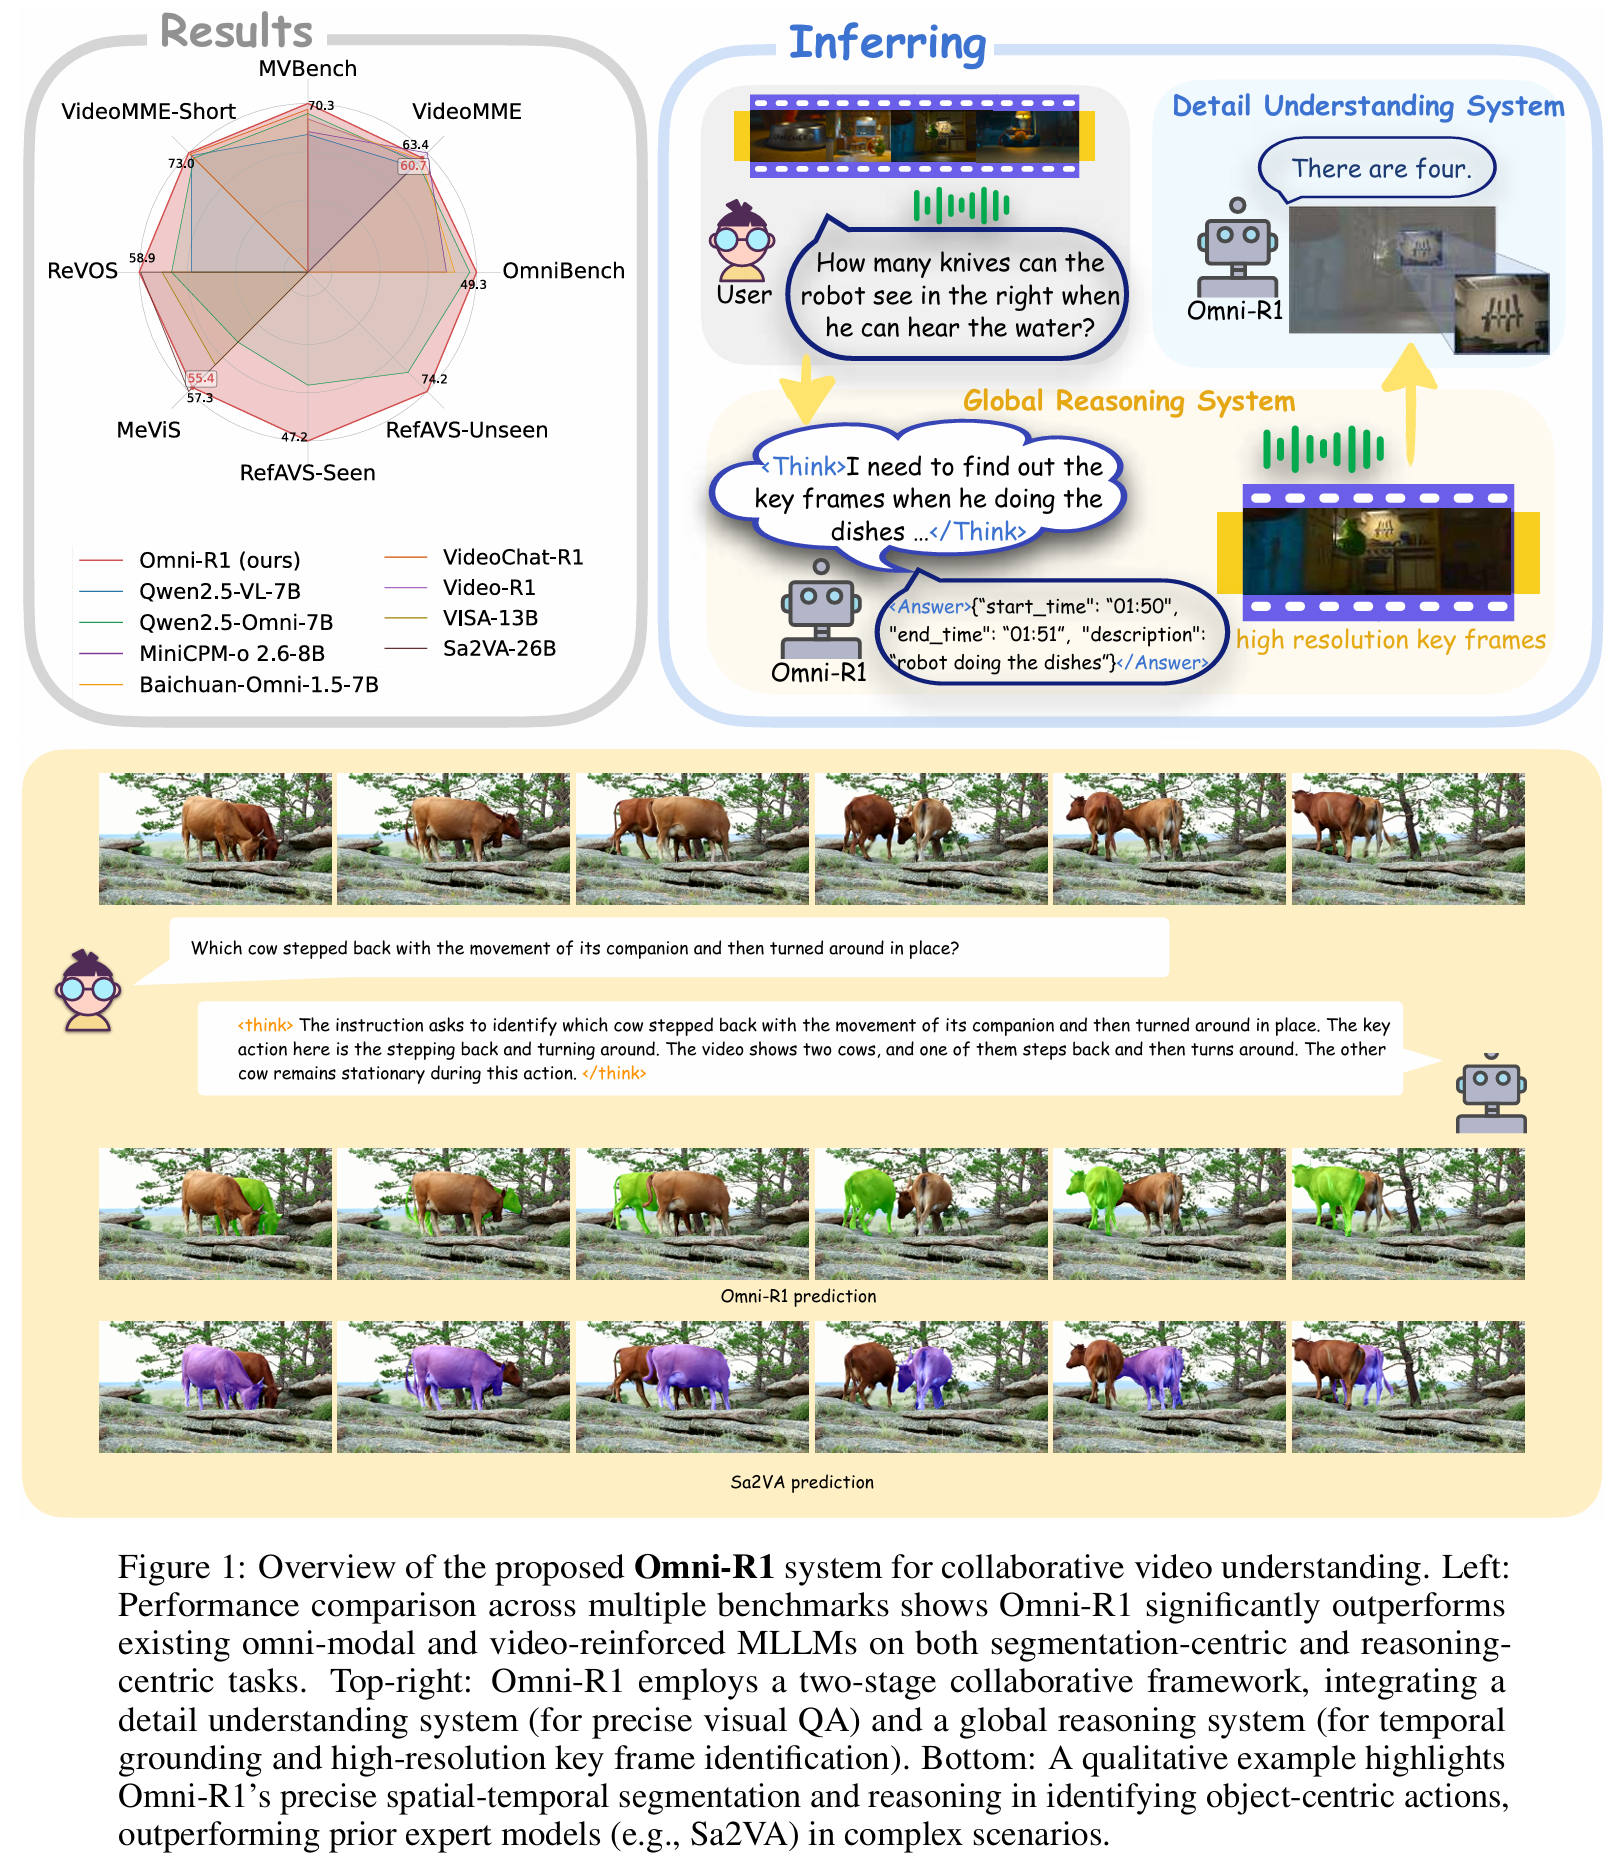 Results
MVBench
VideoMME-Short
VideoMME
70.3
63.4
60.7
73.0
58.9
ReVOS
OmniBench
49.3
55.4
57.3
74.2
47.2
MeViS
RefAVS-Unseen
RefAVS-Seen
Omni-R1 (ours)
Qwen2.5-VL-7B
Qwen2.5-Omni-7B
MiniCPM-o 2.6-8B
Baichuan-Omni-1.5-7B
VideoChat-R1
Video-R1
VISA-13B
Sa2VA-26B
Inferring
User
How many knives can the
robot see in the right when
he can hear the water?
Detail Understanding System
There are four.
Omni-R1
Global Reasoning System
<Think>I need to find out the
key frames when he doing the
dishes ...</Think>
Omni-R1
<Answer>{“start_time": “01:50",
"end_time": “01:51”, "description":
“robot doing the dishes”}</Answer>
high resolution key frames
Which cow stepped back with the movement of its companion and then turned around in place?
<think> The instruction asks to identify which cow stepped back with the movement of its companion and then turned around in place. The key
action here is the stepping back and turning around. The video shows two cows, and one of them steps back and then turns around. The other
cow remains stationary during this action. </think>
Omni-R1 prediction
Sa2VA prediction
Figure 1: Overview of the proposed Omni-R1 system for collaborative video understanding. Left:
Performance comparison across multiple benchmarks shows Omni-R1 significantly outperforms
existing omni-modal and video-reinforced MLLMs on both segmentation-centric and reasoning-
centric tasks. Top-right: Omni-R1 employs a two-stage collaborative framework, integrating a
detail understanding system (for precise visual QA) and a global reasoning system (for temporal
grounding and high-resolution key frame identification). Bottom: A qualitative example highlights
Omni-R1’s precise spatial-temporal segmentation and reasoning in identifying object-centric actions,
outperforming prior expert models (e.g., Sa2VA) in complex scenarios.